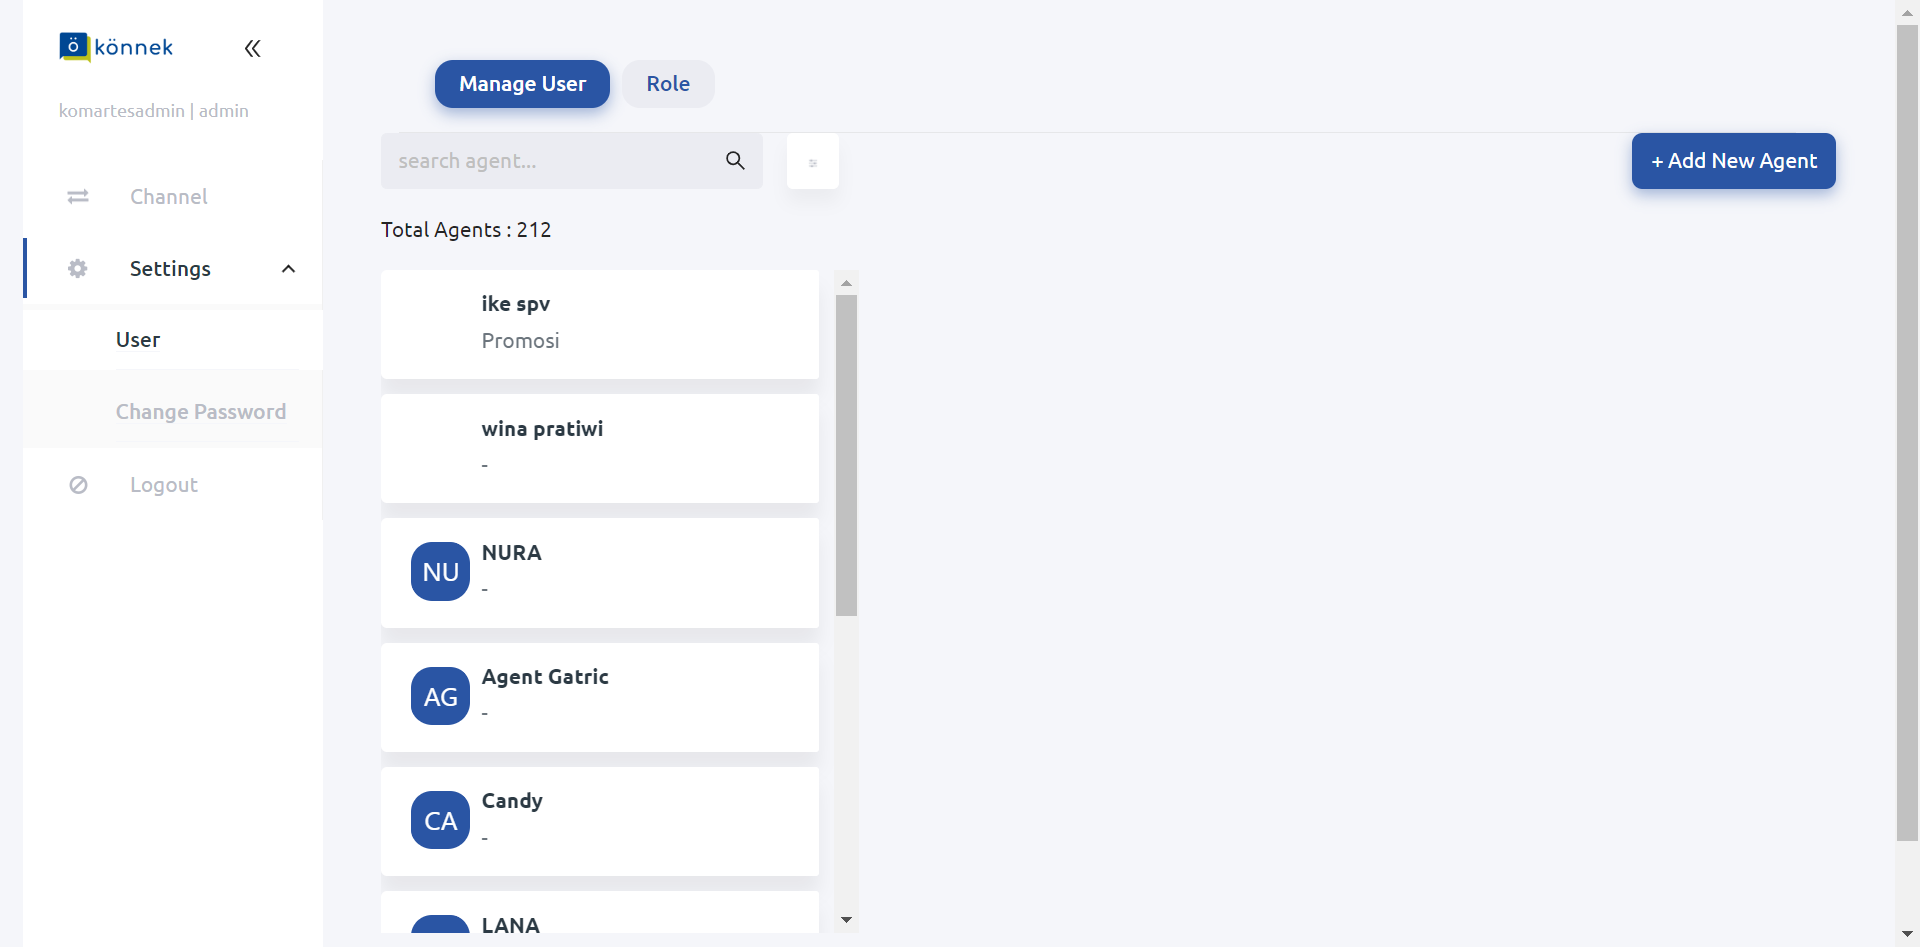 könnek
komartesadmin | admin
Channel
Settings
User
Change Password
Logout
Manage User
Role
search agent...
+ Add New Agent
Total Agents : 212
ike spv
Promosi
wina pratiwi
-
NU
NURA
-
AG
Agent Gatric
-
CA
Candy
-
LANA